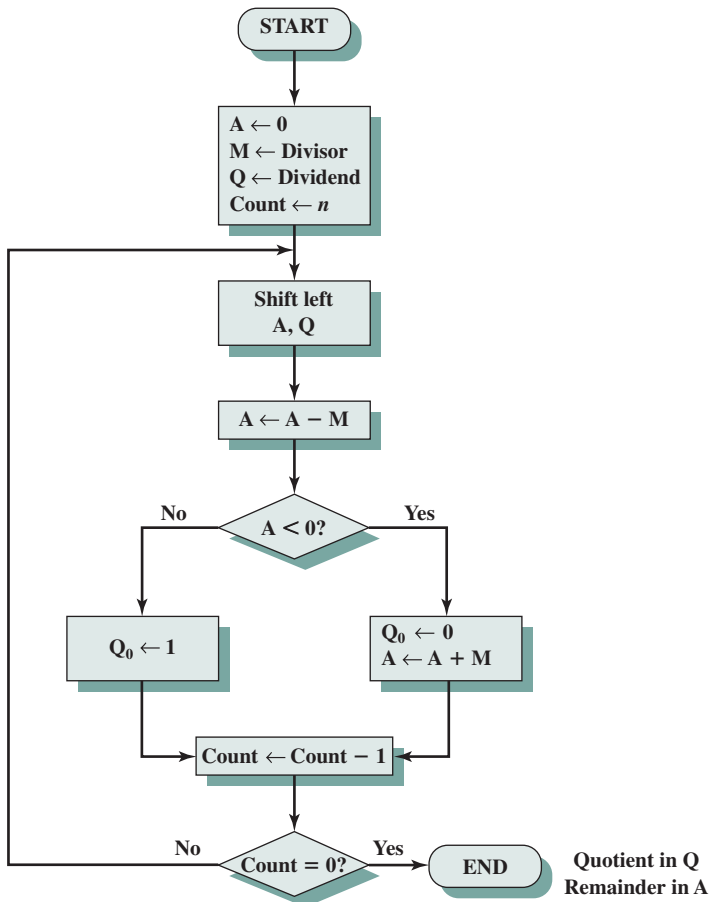 START
A ← 0
M ← Divisor
Q ← Dividend
Count ← n
Shift left
A, Q
A ← A − M
No
A < 0?
Yes
Q₀ ← 1
Q₀ ← 0
A ← A + M
Count ← Count − 1
No
Count = 0?
Yes
END
Quotient in Q
Remainder in A